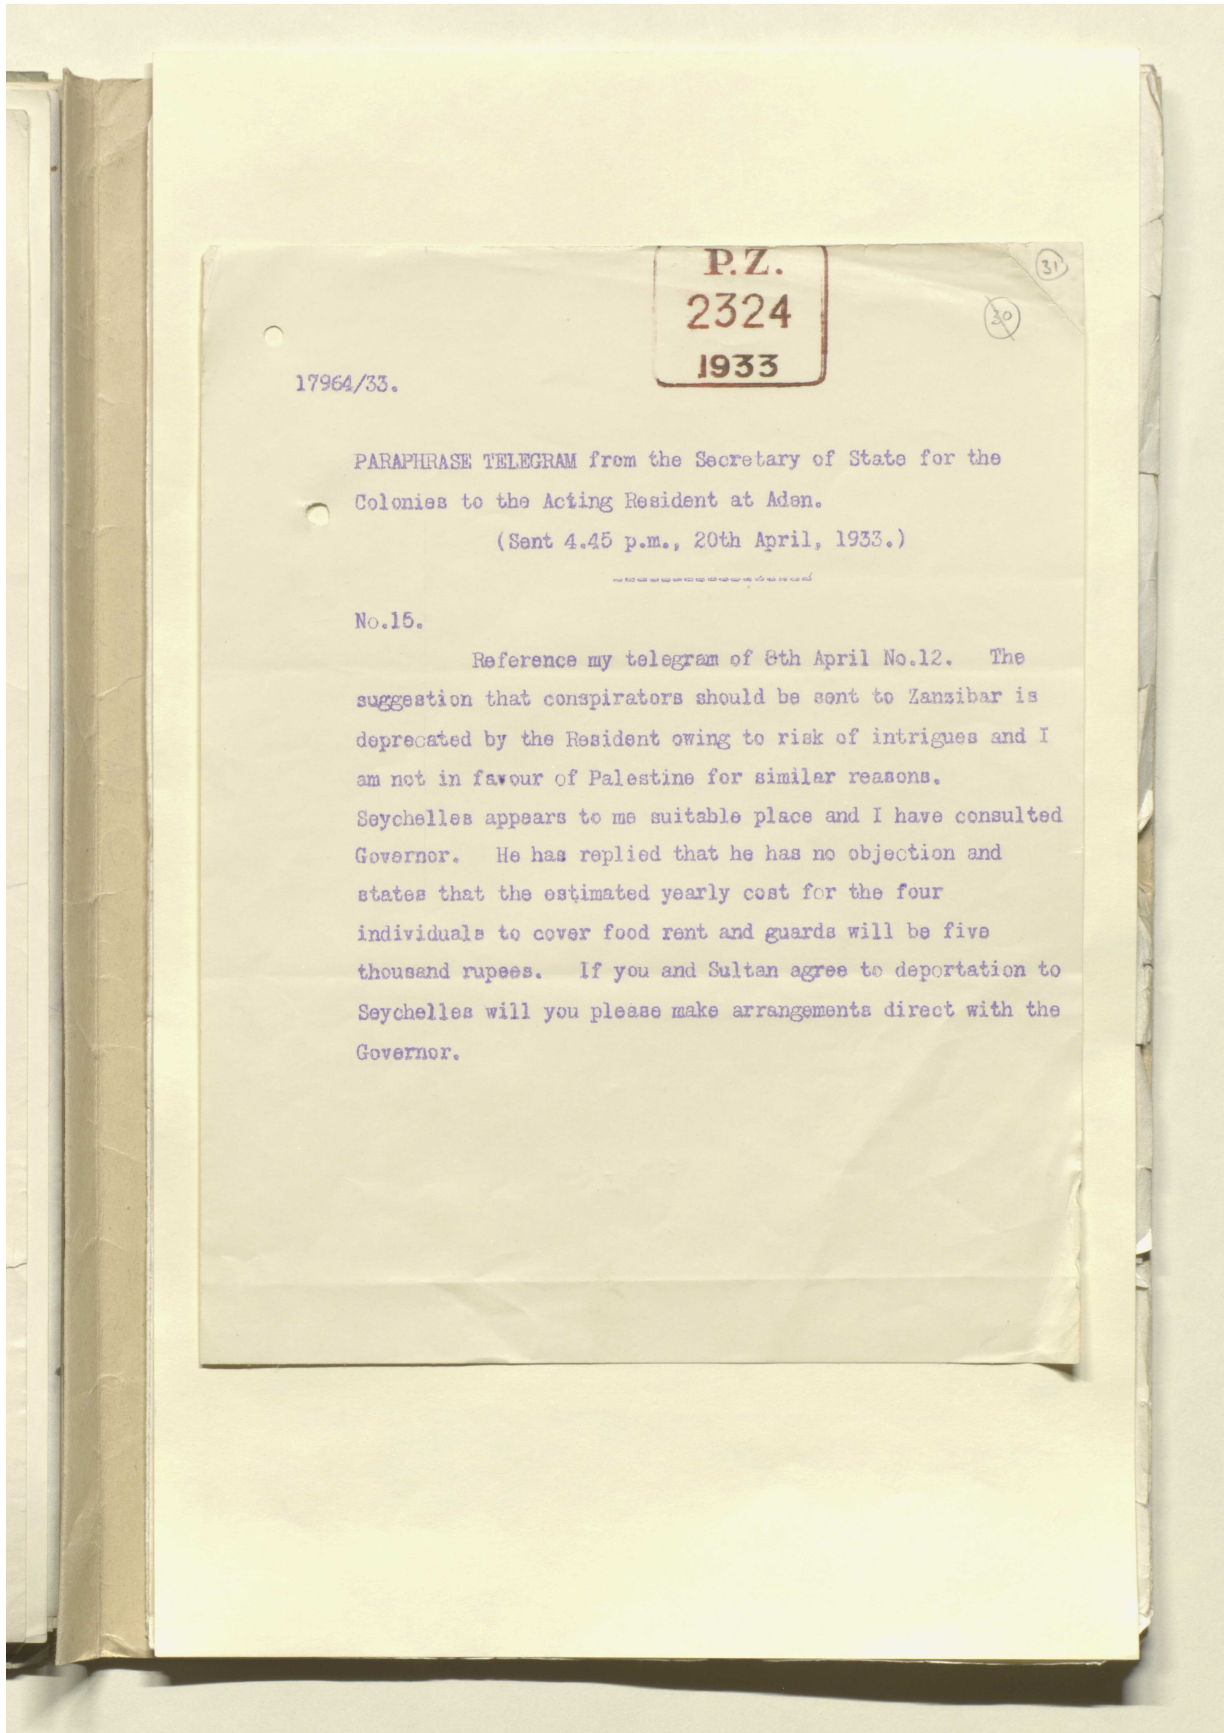 P.Z.
2324
1933
31
30
17964/33.
PARAPHRASE TELEGRAM from the Secretary of State for the
Colonies to the Acting Resident at Aden.
(Sent 4.45 p.m., 20th April, 1933.)
-----------------
No.15.
Reference my telegram of 8th April No.12. The
suggestion that conspirators should be sent to Zanzibar is
deprecated by the Resident owing to risk of intrigues and I
am not in favour of Palestine for similar reasons.
Seychelles appears to me suitable place and I have consulted
Governor. He has replied that he has no objection and
states that the estimated yearly cost for the four
individuals to cover food rent and guards will be five
thousand rupees. If you and Sultan agree to deportation to
Seychelles will you please make arrangements direct with the
Governor.